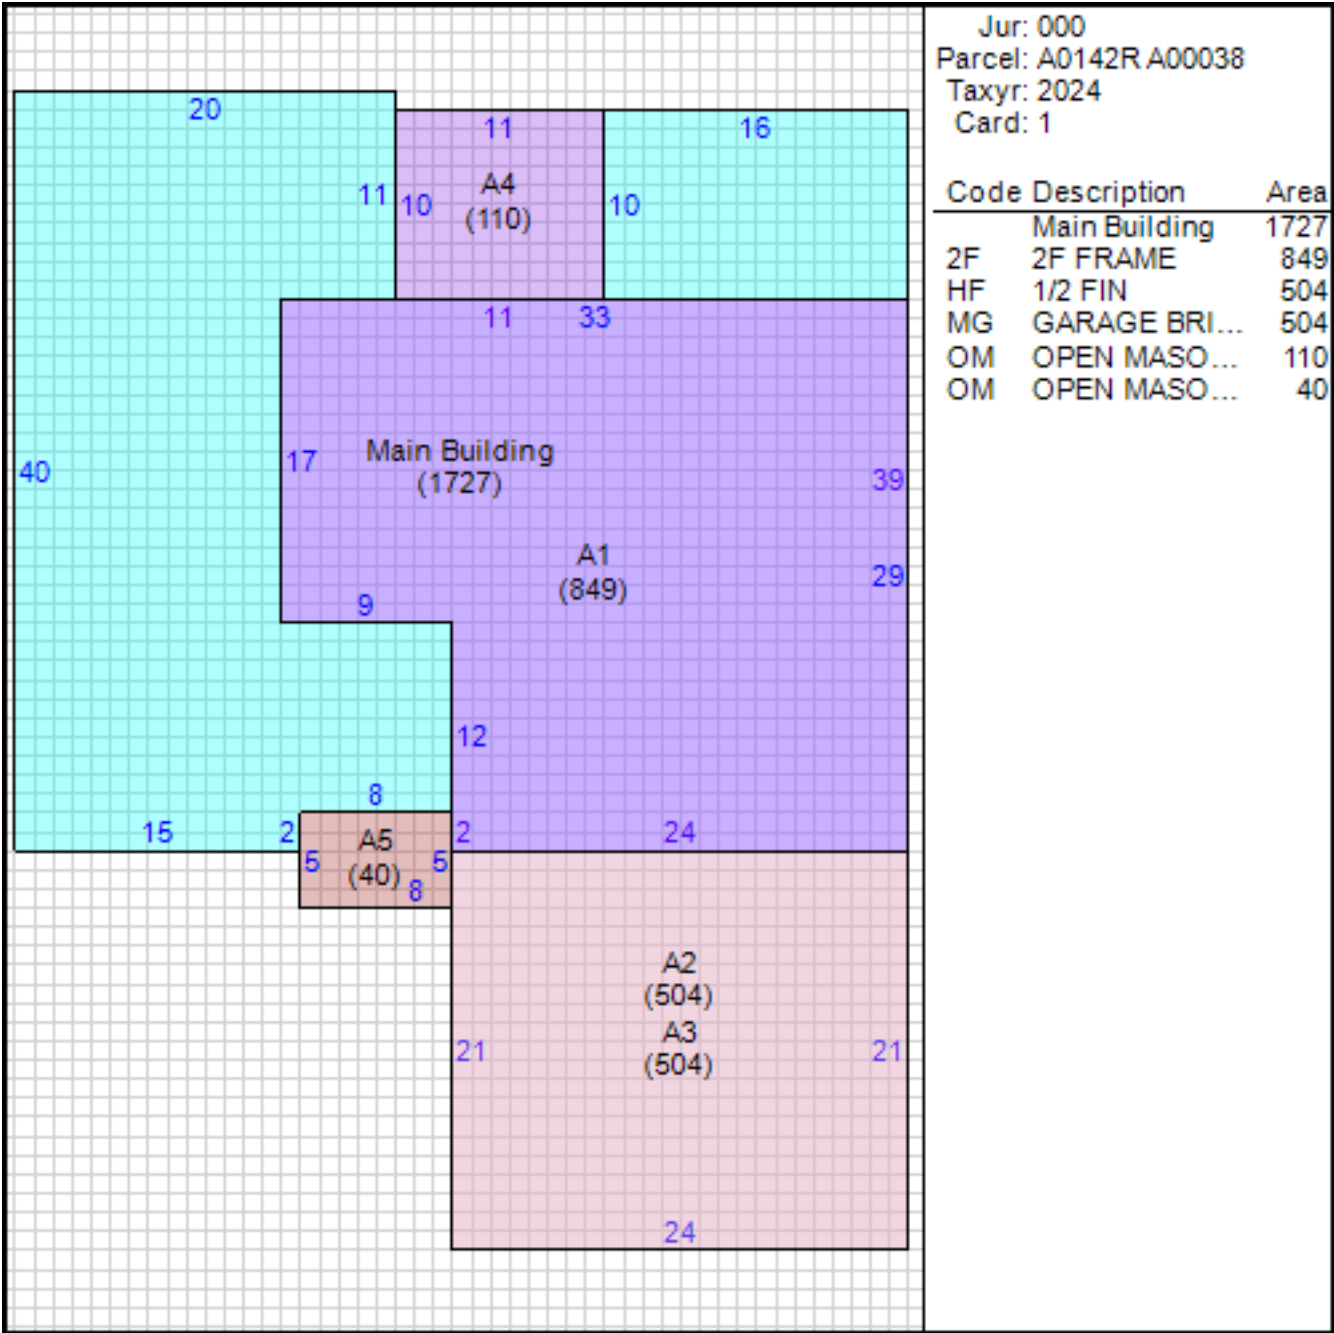 Jur: 000
Parcel: A0142R A00038
Taxyr: 2024
Card: 1
Code Description Area
Main Building 1727
2F 2F FRAME 849
HF 1/2 FIN 504
MG GARAGE BRI... 504
OM OPEN MASO... 110
OM OPEN MASO... 40
20
11
16
A4
11
10
(110)
10
11
33
Main Building
40
17
(1727)
39
A1
(849)
29
9
12
8
15
2
A5
2
24
5
(40)
5
8
A2
(504)
A3
21
(504)
21
24